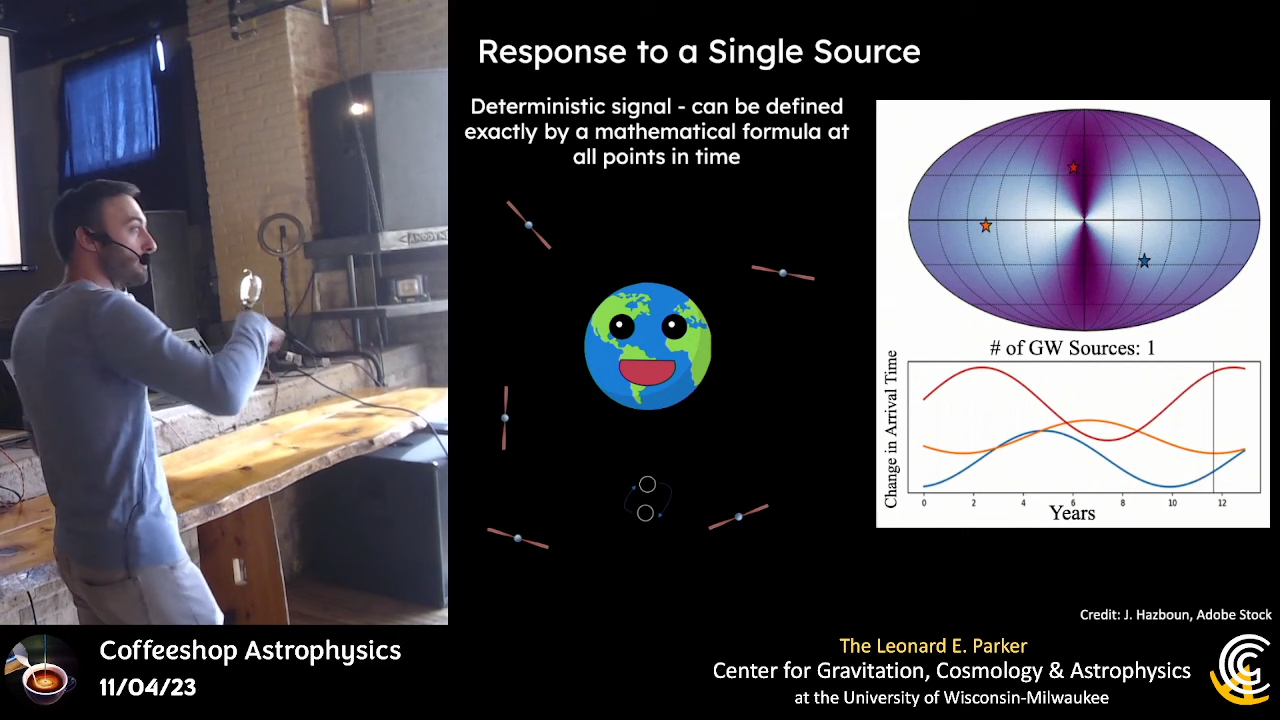 Response to a Single Source
Deterministic signal - can be defined
exactly by a mathematical formula at
all points in time
# of GW Sources: 1
Change in Arrival Time
0 2 4 6 8 10 12
Years
Credit: J. Hazboun, Adobe Stock
Coffeeshop Astrophysics
11/04/23
The Leonard E. Parker
Center for Gravitation, Cosmology & Astrophysics
at the University of Wisconsin-Milwaukee